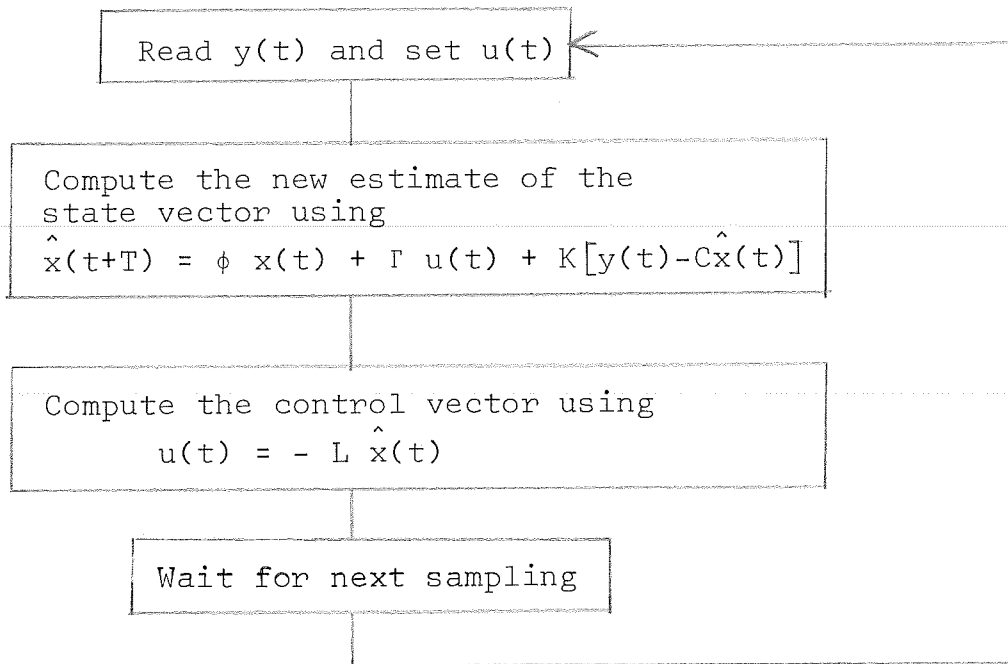 Read y(t) and set u(t)
Compute the new estimate of the
state vector using
x̂(t+T) = ϕ x(t) + Γ u(t) + K[y(t)-Cx̂(t)]
Compute the control vector using
u(t) = - L x̂(t)
Wait for next sampling